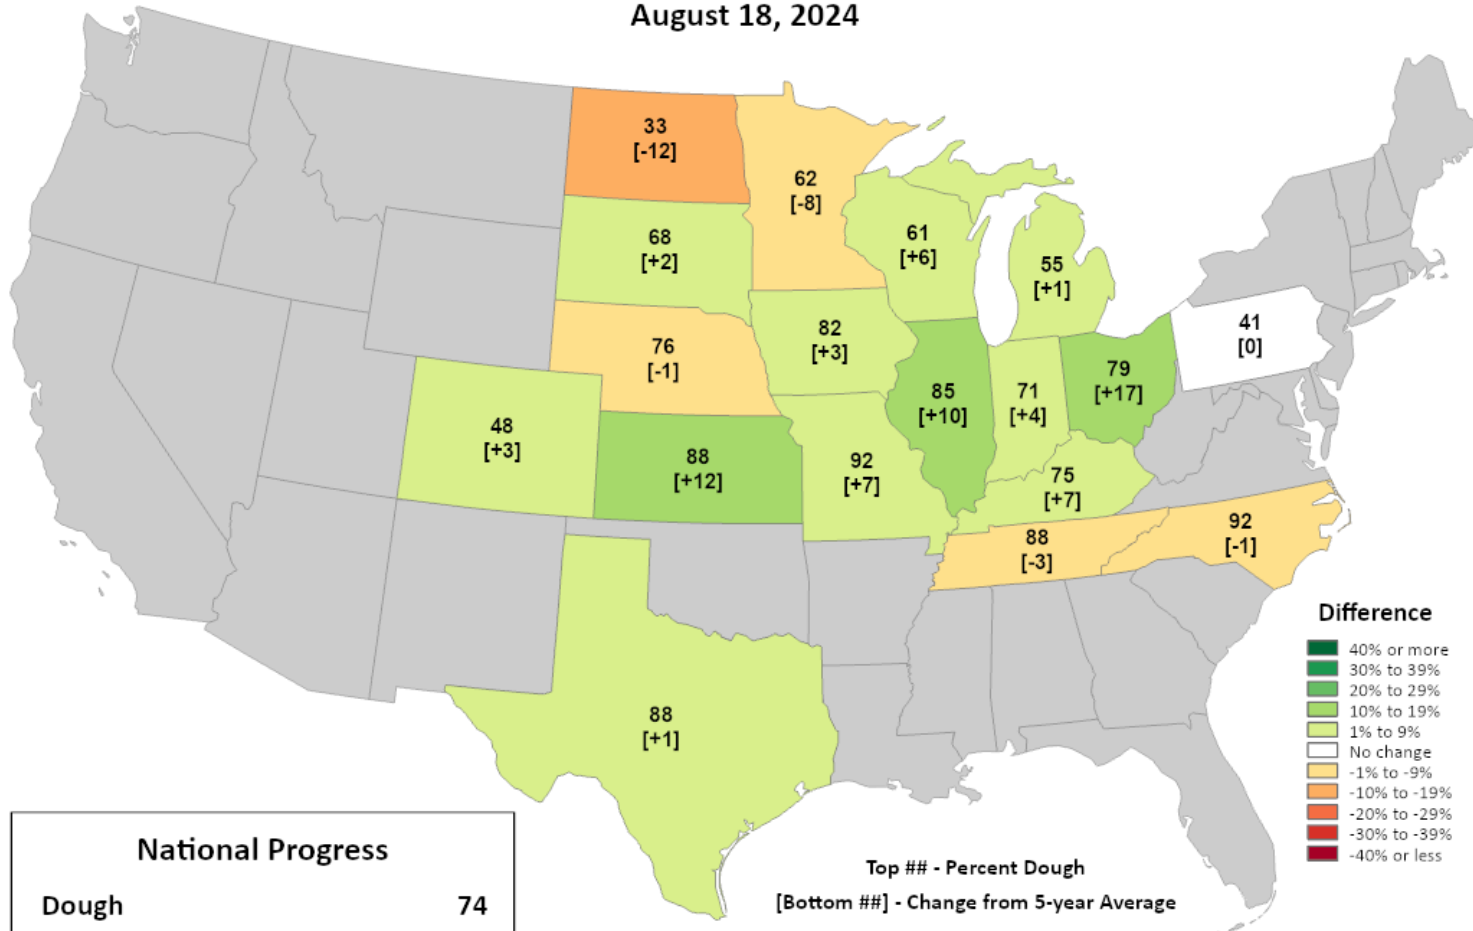 August 18, 2024
33
[-12]
62
[-8]
68
[+2]
61
[+6]
55
[+1]
76
[-1]
82
[+3]
41
[0]
85
[+10]
71
[+4]
79
[+17]
48
[+3]
88
[+12]
92
[+7]
75
[+7]
88
[-3]
92
[-1]
88
[+1]
Difference
40% or more
30% to 39%
20% to 29%
10% to 19%
1% to 9%
No change
-1% to -9%
-10% to -19%
-20% to -29%
-30% to -39%
-40% or less
National Progress
Dough 74
Top ## - Percent Dough
[Bottom ##] - Change from 5-year Average